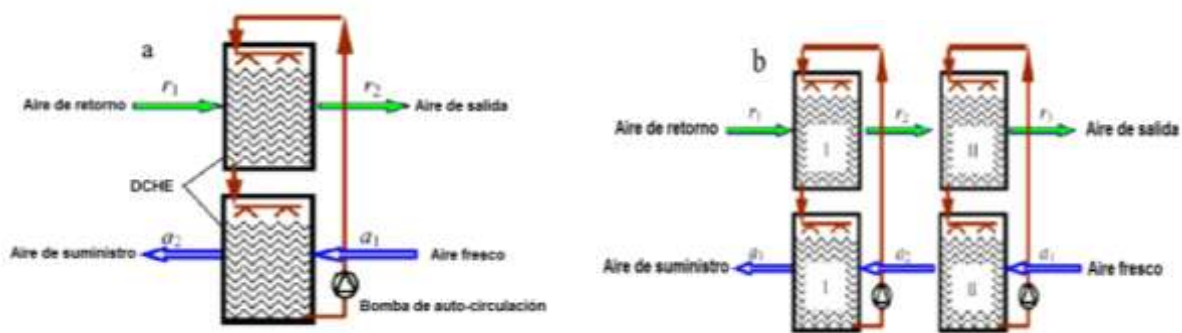 a
r₁
r₂
Aire de retorno
Aire de salida
DCHE
a₂
a₁
Aire de suministro
Aire fresco
Bomba de auto-circulación
b
r₁
r₂
r₃
Aire de retorno
I
II
Aire de salida
a₃
a₂
a₁
Aire de suministro
I
II
Aire fresco